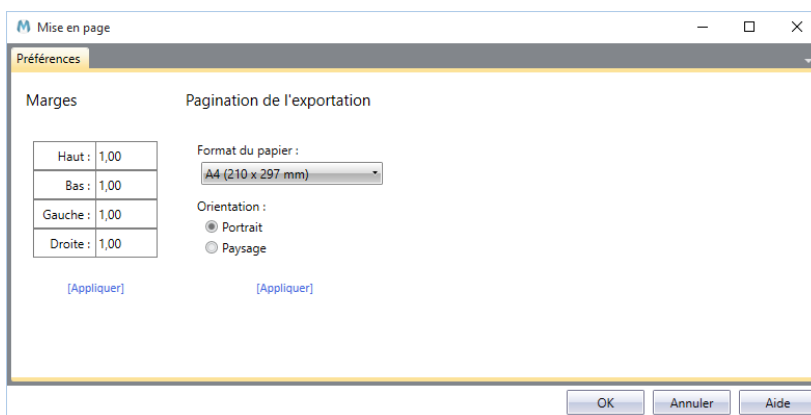 Mise en page
Préférences
Marges
Pagination de l'exportation
Haut : 1,00
Bas : 1,00
Gauche : 1,00
Droite : 1,00
[Appliquer]
Format du papier :
A4 (210 x 297 mm)
Orientation :
Portrait
Paysage
[Appliquer]
OK
Annuler
Aide